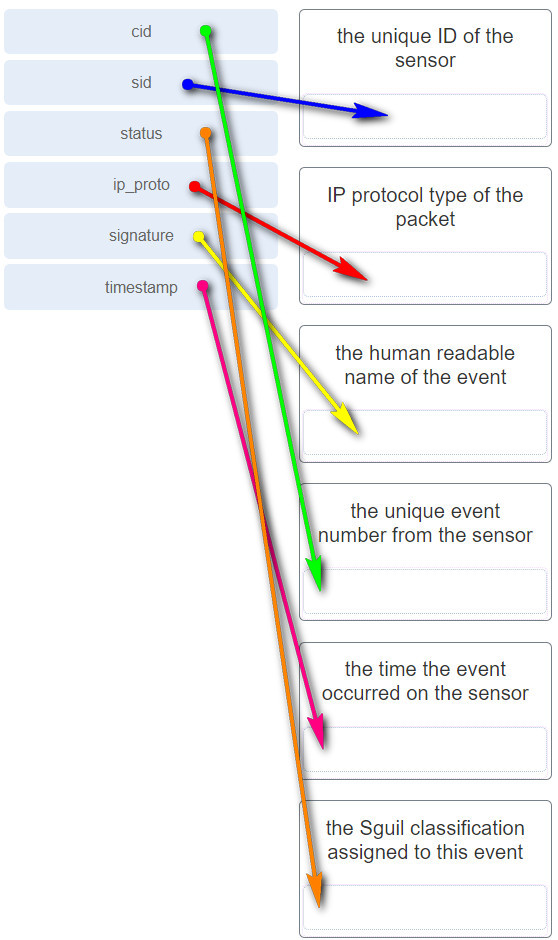 cid
sid
status
ip_proto
signature
timestamp
the unique ID of the
sensor
IP protocol type of the
packet
the human readable
name of the event
the unique event
number from the sensor
the time the event
occurred on the sensor
the Sguil classification
assigned to this event